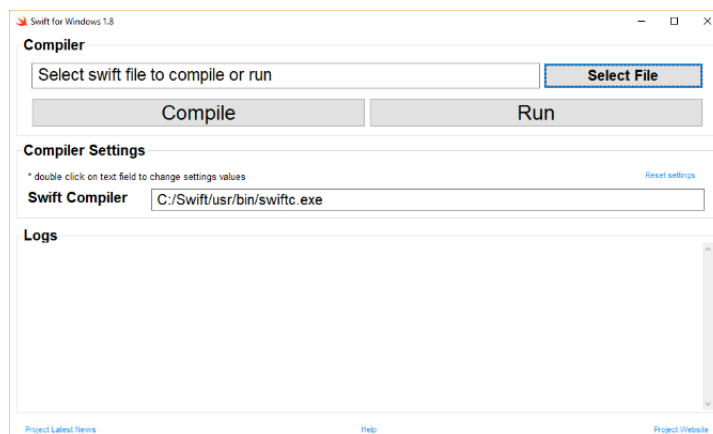 Swift for Windows 1.8
Compiler
Select swift file to compile or run
Select File
Compile
Run
Compiler Settings
* double click on text field to change settings values
Reset settings
Swift Compiler
C:/Swift/usr/bin/swiftc.exe
Logs
Project Latest News
Help
Project Website